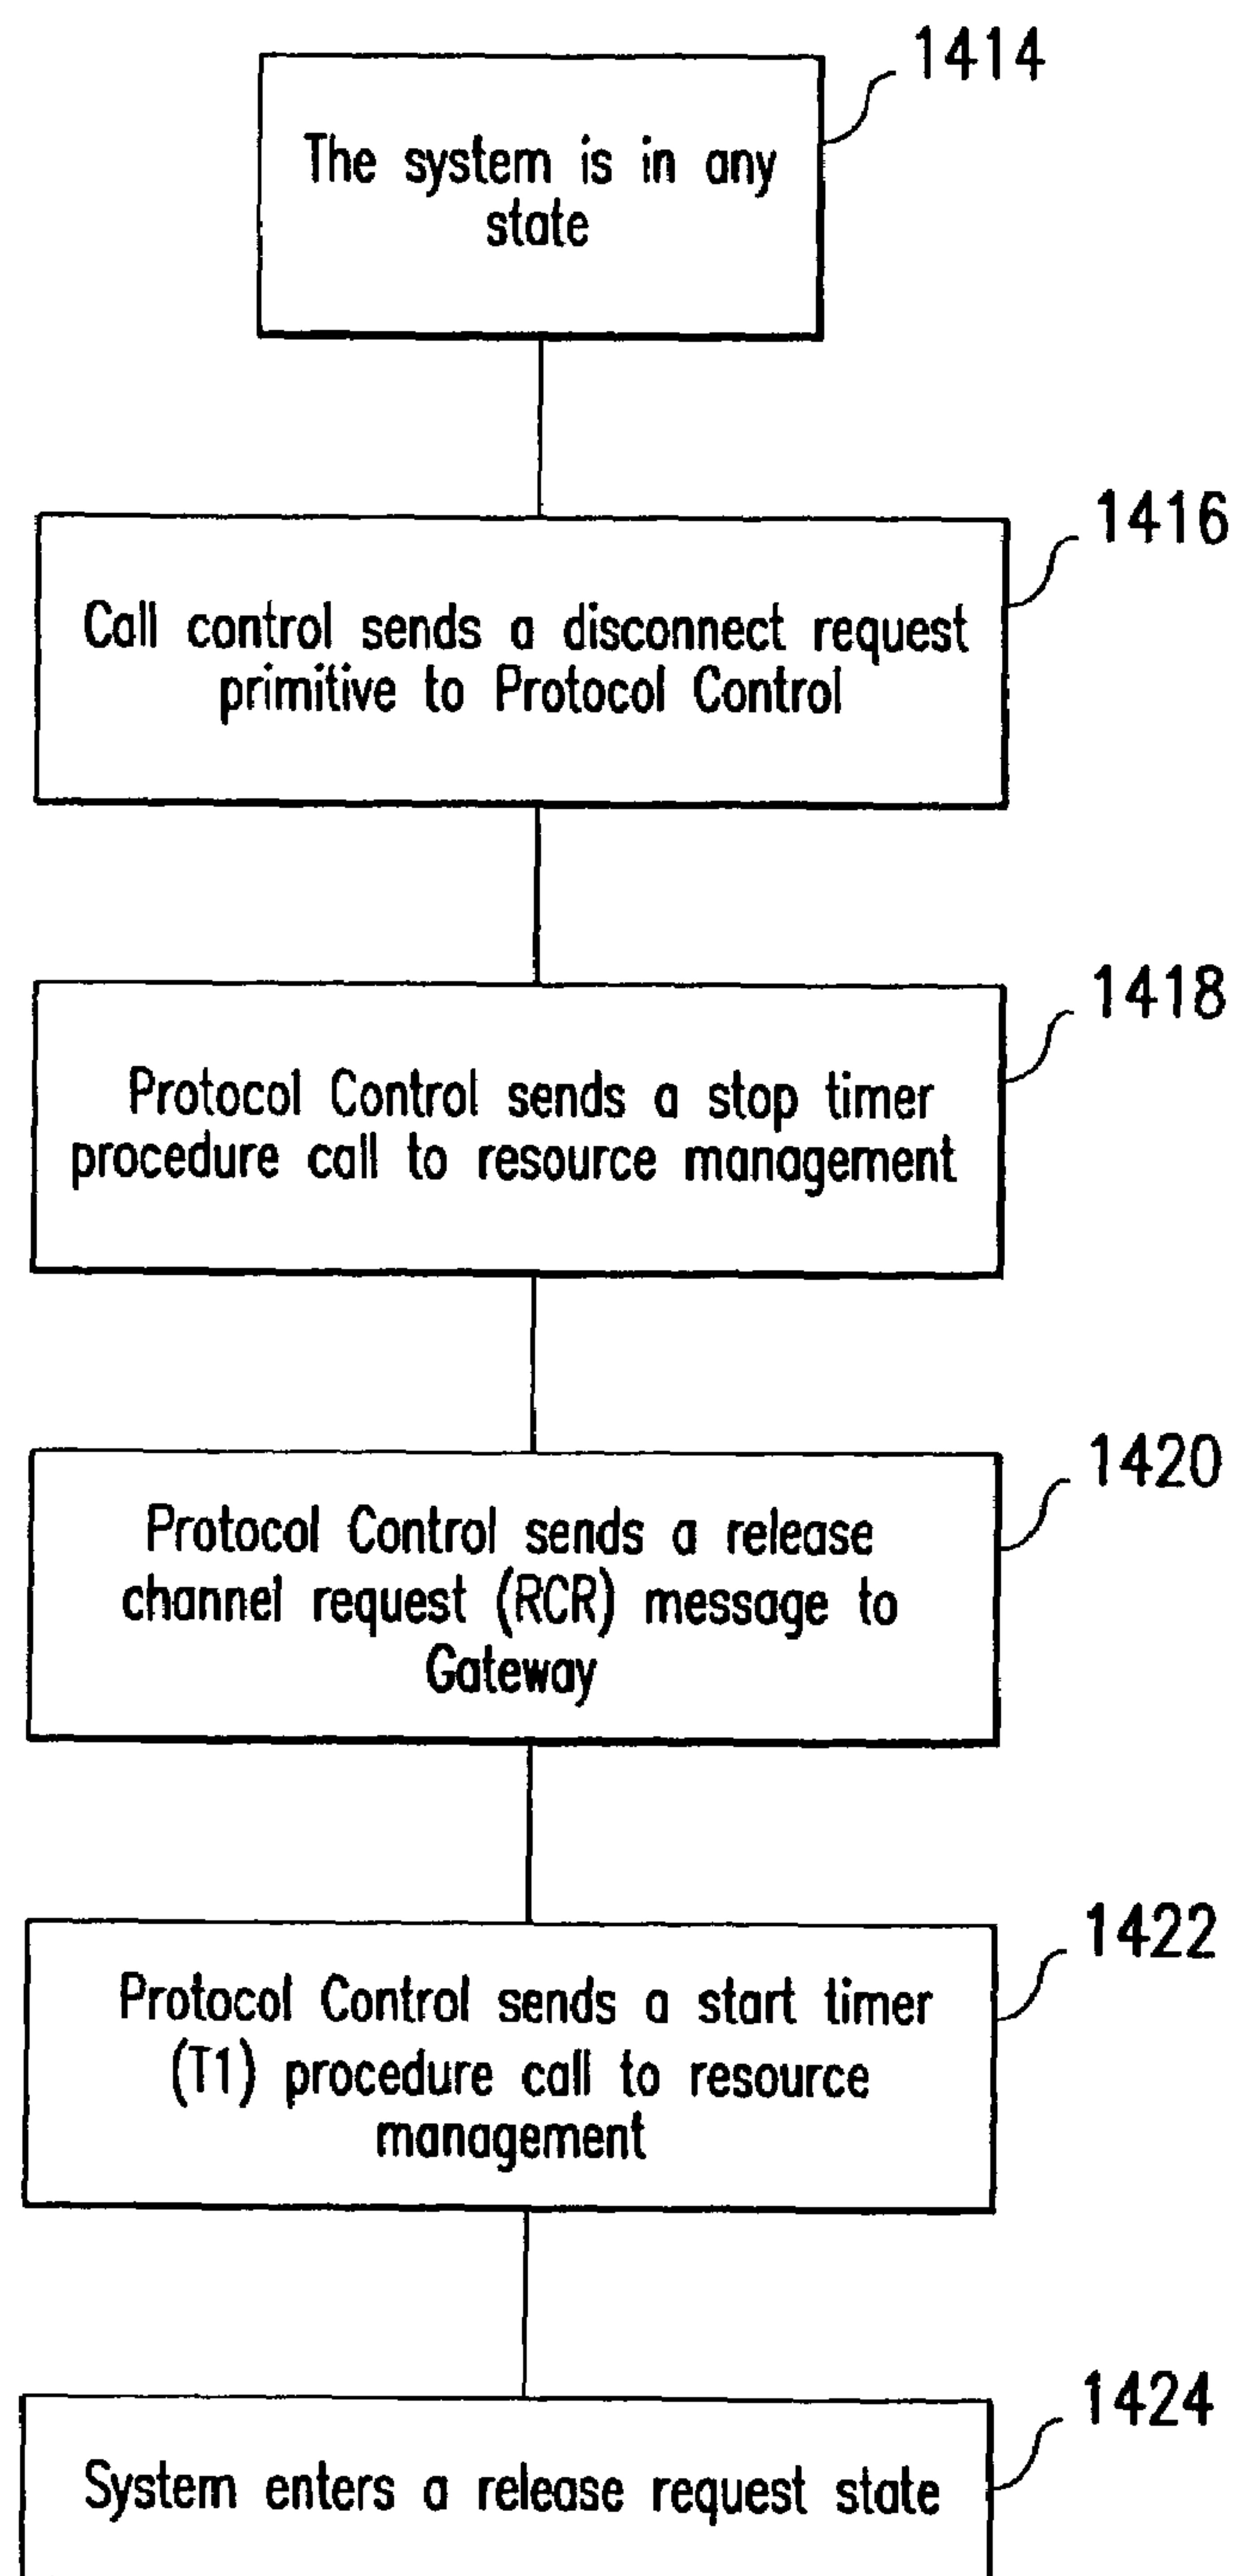 1414
The system is in any
state
1416
Call control sends a disconnect request
primitive to Protocol Control
1418
Protocol Control sends a stop timer
procedure call to resource management
1420
Protocol Control sends a release
channel request (RCR) message to
Gateway
1422
Protocol Control sends a start timer
(T1) procedure call to resource
management
1424
System enters a release request state